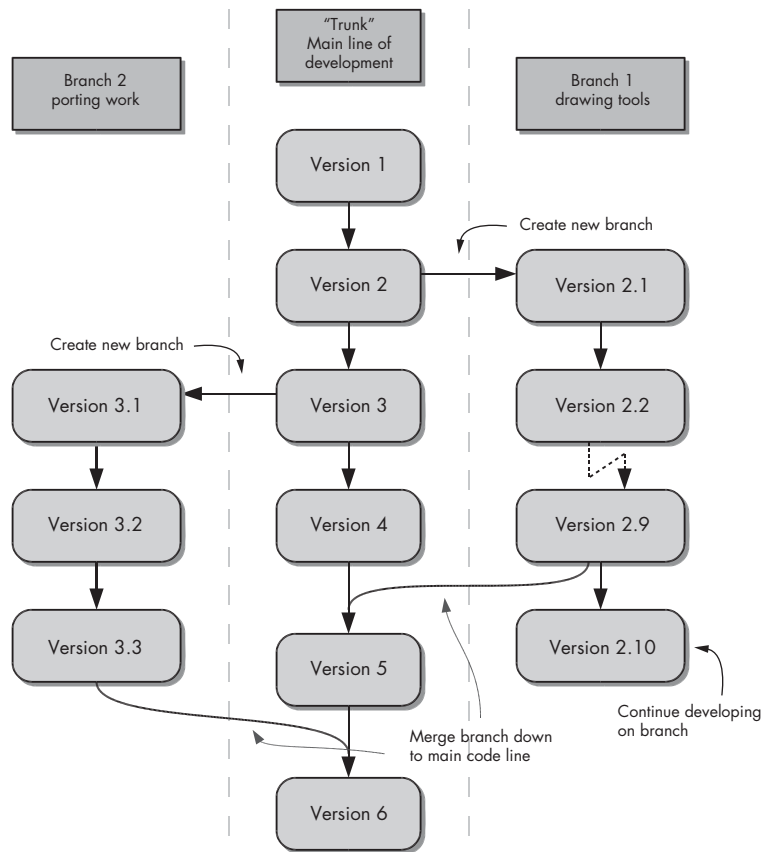 “Trunk”
Main line of
development
Branch 2
porting work
Branch 1
drawing tools
Version 1
Create new branch
Version 2
Version 2.1
Create new branch
Version 3.1
Version 3
Version 2.2
Version 3.2
Version 4
Version 2.9
Version 3.3
Version 5
Version 2.10
Continue developing
on branch
Merge branch down
to main code line
Version 6